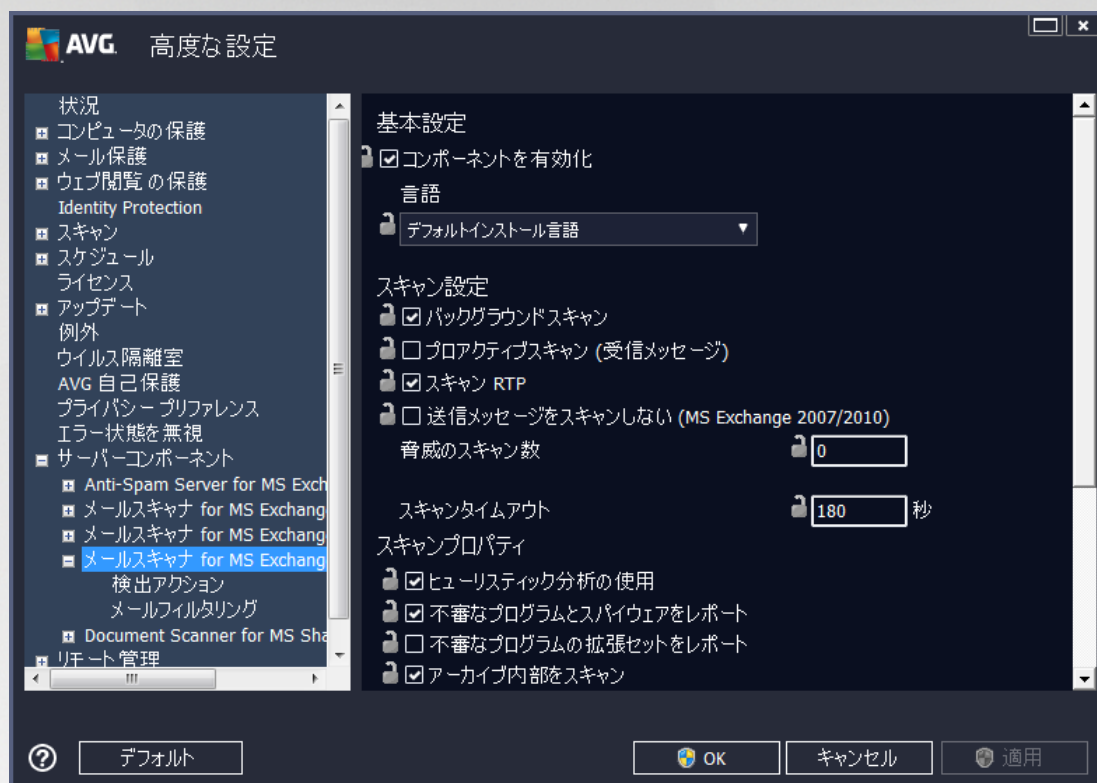 AVG. 高度な設定
状況
コンピュータの保護
メール保護
ウェブ閲覧 の保護
Identity Protection
スキャン
スケジュール
ライセンス
アップデート
例外
ウイルス隔離室
AVG 自己保護
プライバシー プリファレンス
エラー状態を無視
サーバーコンポーネント
Anti-Spam Server for MS Exch
メールスキャナ for MS Exchang
メールスキャナ for MS Exchang
メールスキャナ for MS Exchang
検出アクション
メールフィルタリング
Document Scanner for MS Sha
リモート管理
基本設定
コンポーネントを有効化
言語
デフォルトインストール言語
スキャン設定
バックグラウンドスキャン
プロアクティブスキャン (受信メッセージ)
スキャン RTP
送信メッセージをスキャンしない (MS Exchange 2007/2010)
脅威のスキャン数 0
スキャンタイムアウト 180 秒
スキャンプロパティ
ヒューリスティック分析の使用
不審なプログラムとスパイウェアをレポート
不審なプログラムの拡張セットをレポート
アーカイブ内部をスキャン
デフォルト OK キャンセル 適用